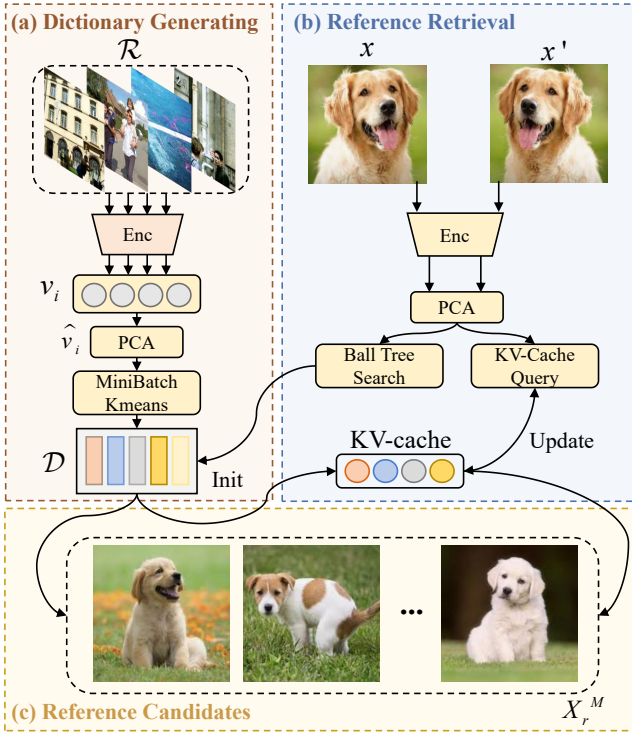 (a) Dictionary Generating
ℛ
Enc
v_i
v̂_i
PCA
MiniBatch
Kmeans
𝒟
Init
(b) Reference Retrieval
x
x'
Enc
PCA
Ball Tree
Search
KV-Cache
Query
KV-cache
Update
...
(c) Reference Candidates
X_r^M